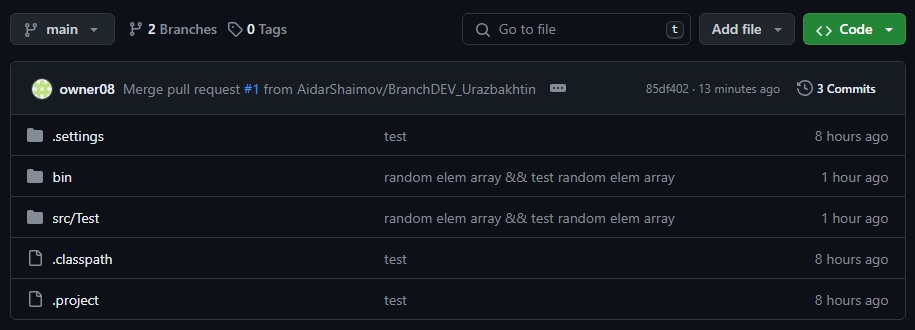 main 2 Branches 0 Tags Go to file t Add file Code
owner08 Merge pull request #1 from AidarShaimov/BranchDEV_Urazbakhtin 85df402 · 13 minutes ago 3 Commits
.settings test 8 hours ago
bin random elem array && test random elem array 1 hour ago
src/Test random elem array && test random elem array 1 hour ago
.classpath test 8 hours ago
.project test 8 hours ago